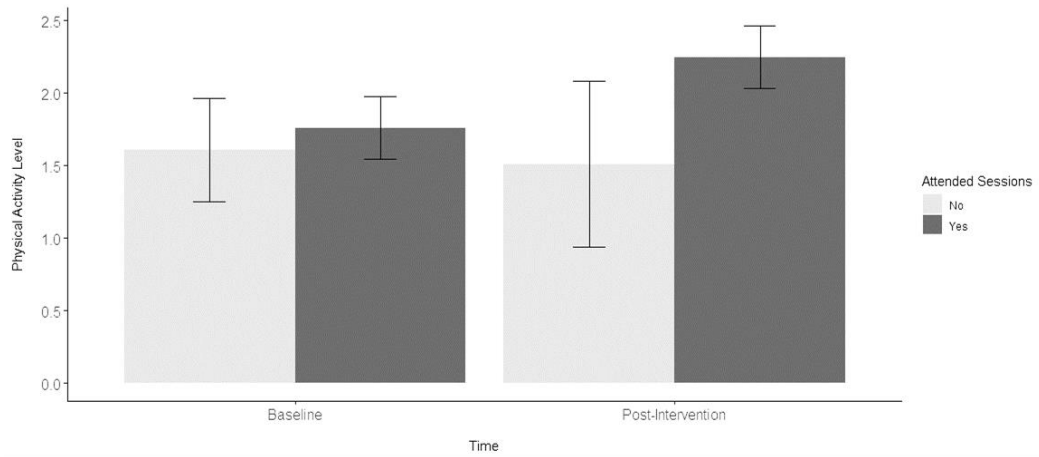 2.5
2.0
1.5
1.0
0.5
0.0
Physical Activity Level
Baseline
Post-Intervention
Time
Attended Sessions
No
Yes